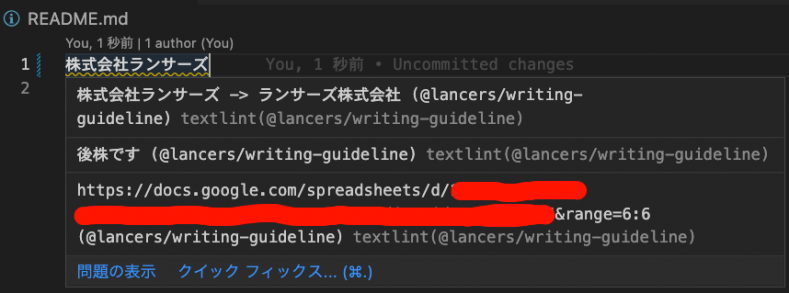 README.md
You, 1 秒前 | 1 author (You)
1 株式会社ランサーズ You, 1 秒前 • Uncommitted changes
2
株式会社ランサーズ -> ランサーズ株式会社 (@lancers/writing-
guideline) textlint(@lancers/writing-guideline)
後株です (@lancers/writing-guideline) textlint(@lancers/writing-guideline)
https://docs.google.com/spreadsheets/d/
&range=6:6
(@lancers/writing-guideline) textlint(@lancers/writing-guideline)
問題の表示 クイック フィックス... (⌘.)